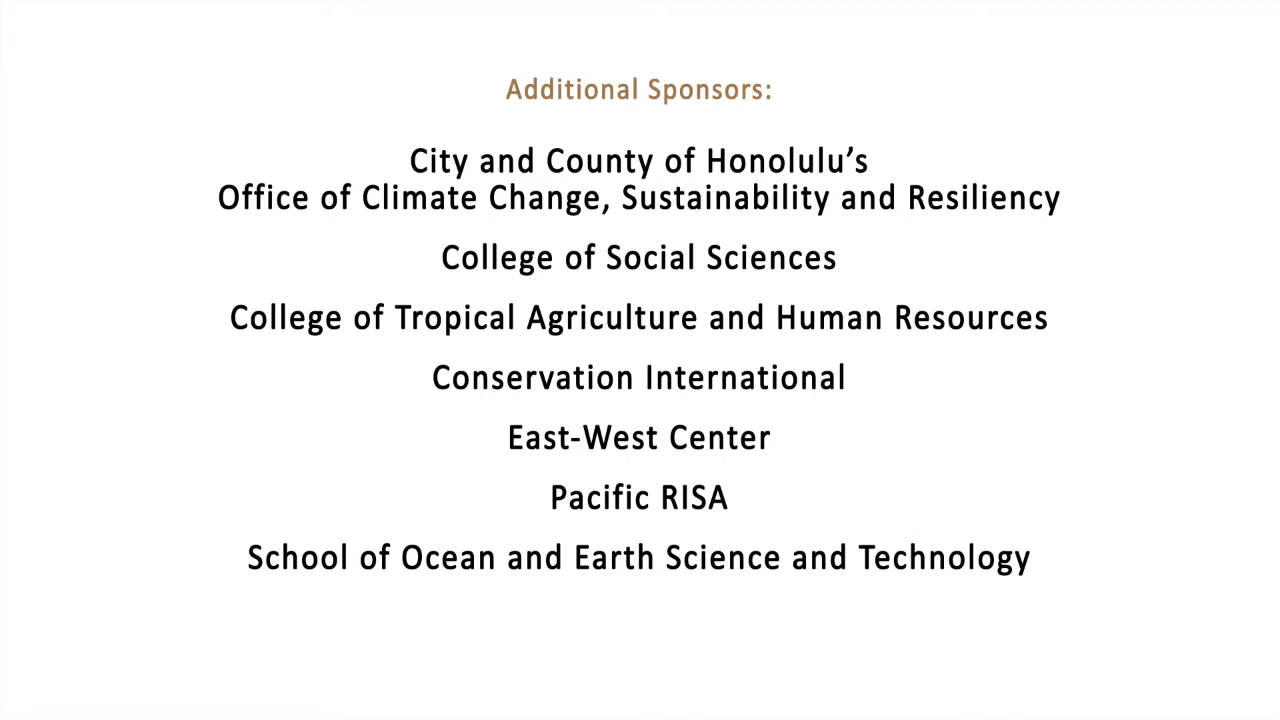 Additional Sponsors:
City and County of Honolulu’s
Office of Climate Change, Sustainability and Resiliency
College of Social Sciences
College of Tropical Agriculture and Human Resources
Conservation International
East-West Center
Pacific RISA
School of Ocean and Earth Science and Technology